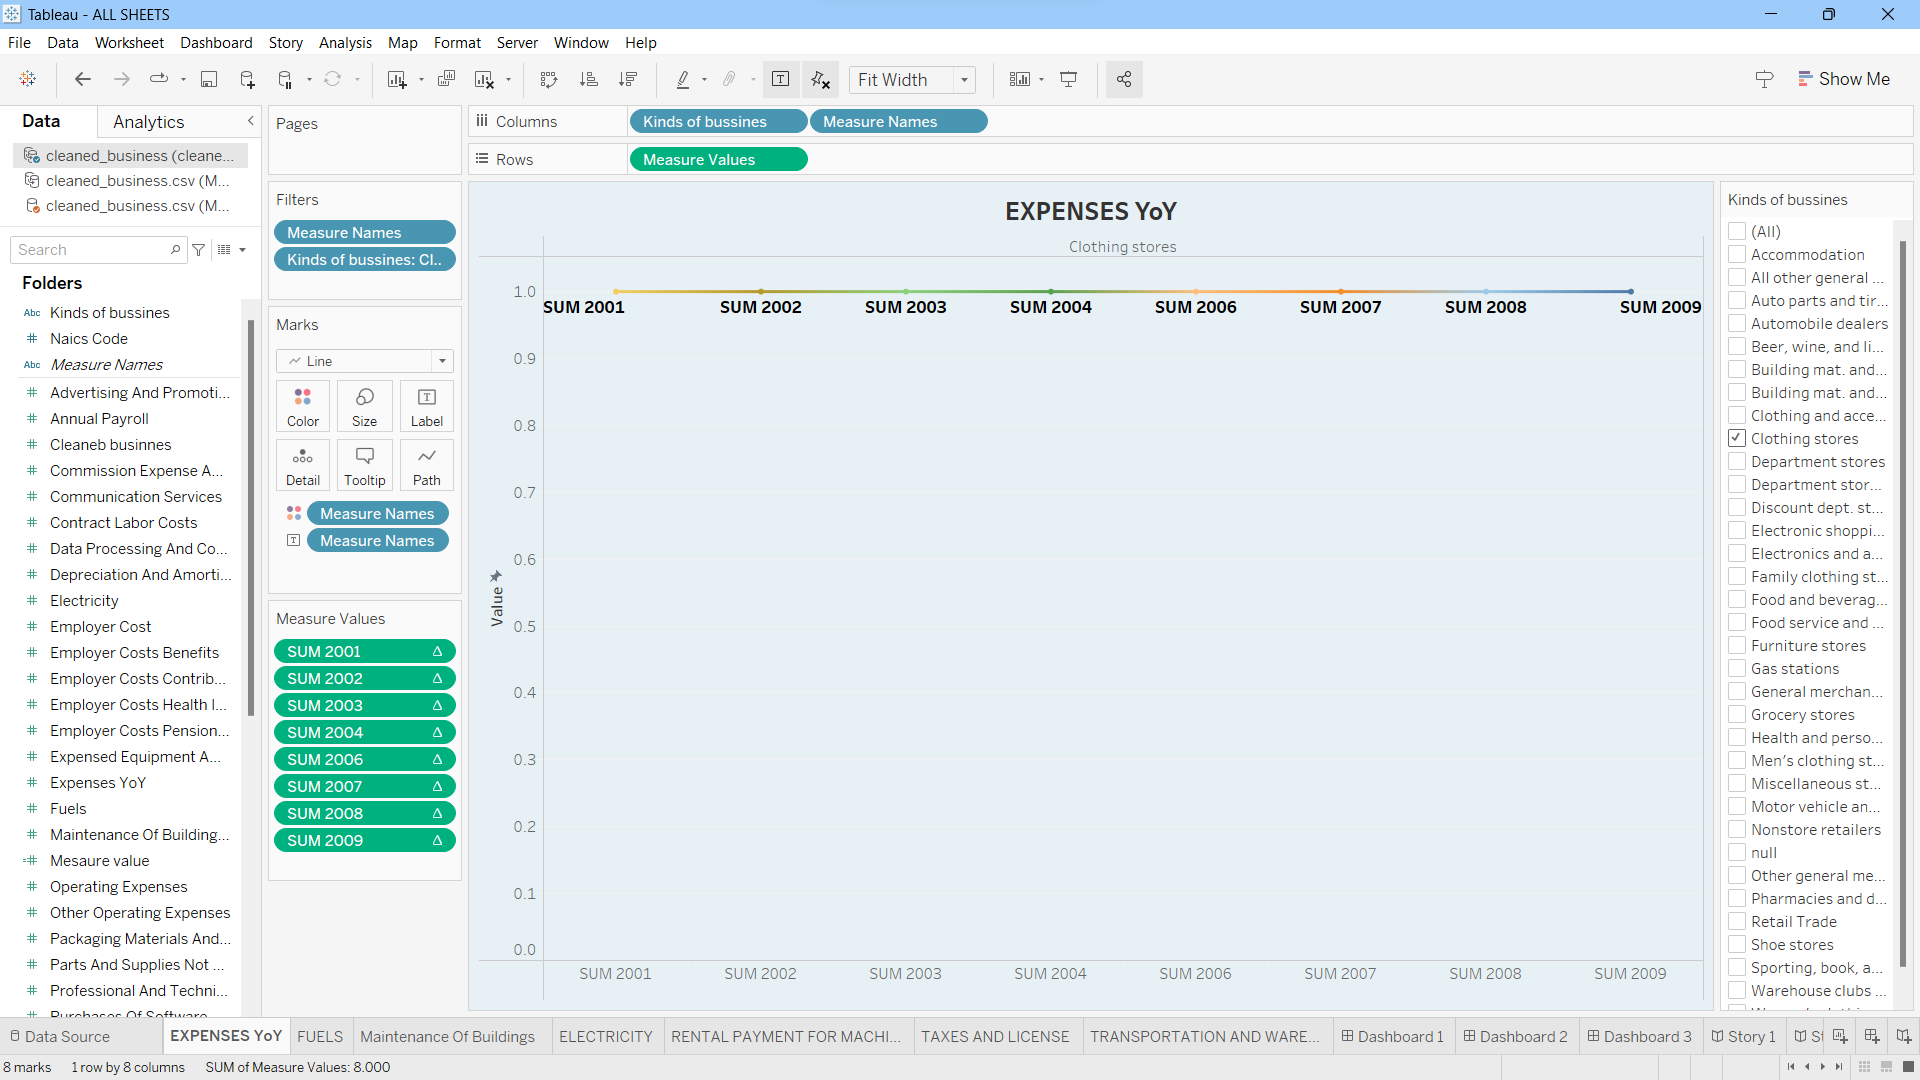 Tableau - ALL SHEETS
File Data Worksheet Dashboard Story Analysis Map Format Server Window Help
Fit Width
Show Me
Data
Analytics
cleaned_business (cleane...
cleaned_business.csv (M...
cleaned_business.csv (M...
Search
Folders
Abc Kinds of bussines
# Naics Code
Abc Measure Names
# Advertising And Promoti...
# Annual Payroll
# Cleaneb businnes
# Commission Expense A...
# Communication Services
# Contract Labor Costs
# Data Processing And Co...
# Depreciation And Amorti...
# Electricity
# Employer Cost
# Employer Costs Benefits
# Employer Costs Contrib...
# Employer Costs Health I...
# Employer Costs Pension...
# Expensed Equipment A...
# Expenses YoY
# Fuels
# Maintenance Of Building...
=# Mesaure value
# Operating Expenses
# Other Operating Expenses
# Packaging Materials And...
# Parts And Supplies Not ...
# Professional And Techni...
Purchases Of Software
Pages
Filters
Measure Names
Kinds of bussines: Cl..
Marks
Line
Color Size Label
Detail Tooltip Path
Measure Names
Measure Names
Measure Values
SUM 2001 Δ
SUM 2002 Δ
SUM 2003 Δ
SUM 2004 Δ
SUM 2006 Δ
SUM 2007 Δ
SUM 2008 Δ
SUM 2009 Δ
Columns
Kinds of bussines
Measure Names
Rows
Measure Values
EXPENSES YoY
Clothing stores
1.0
SUM 2001 SUM 2002 SUM 2003 SUM 2004 SUM 2006 SUM 2007 SUM 2008 SUM 2009
0.9
0.8
0.7
0.6
0.5
0.4
0.3
0.2
0.1
0.0
Value
SUM 2001 SUM 2002 SUM 2003 SUM 2004 SUM 2006 SUM 2007 SUM 2008 SUM 2009
Kinds of bussines
(All)
Accommodation
All other general ...
Auto parts and tir...
Automobile dealers
Beer, wine, and li...
Building mat. and...
Building mat. and...
Clothing and acce...
Clothing stores
Department stores
Department stor...
Discount dept. st...
Electronic shoppi...
Electronics and a...
Family clothing st...
Food and beverag...
Food service and ...
Furniture stores
Gas stations
General merchan...
Grocery stores
Health and perso...
Men's clothing st...
Miscellaneous st...
Motor vehicle an...
Nonstore retailers
null
Other general me...
Pharmacies and d...
Retail Trade
Shoe stores
Sporting, book, a...
Warehouse clubs ...
Data Source
EXPENSES YoY
FUELS
Maintenance Of Buildings
ELECTRICITY
RENTAL PAYMENT FOR MACHI...
TAXES AND LICENSE
TRANSPORTATION AND WARE...
Dashboard 1
Dashboard 2
Dashboard 3
Story 1
8 marks
1 row by 8 columns
SUM of Measure Values: 8.000